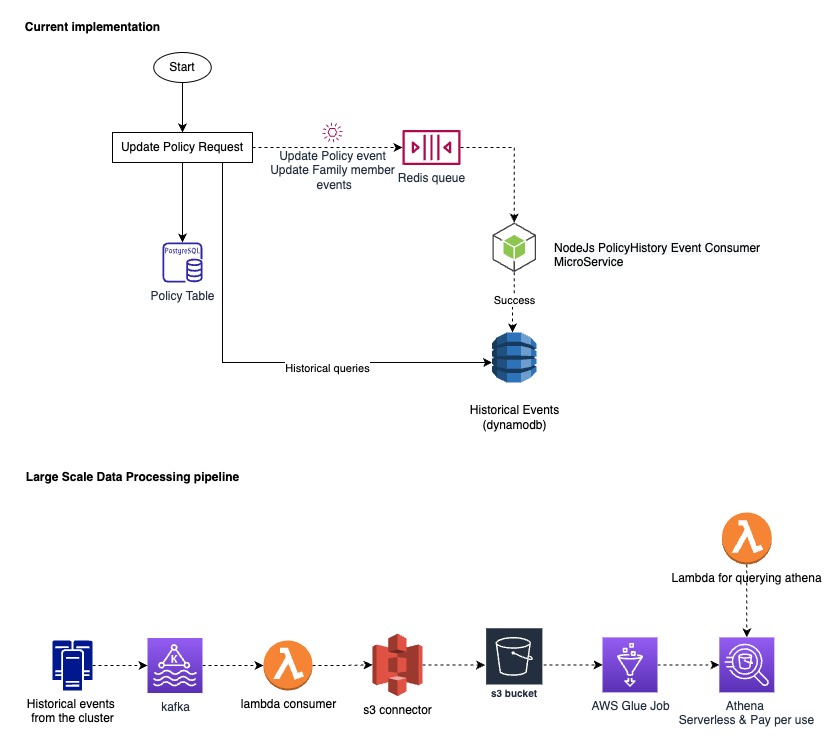 Current implementation
Start
Update Policy Request
Update Policy event
Update Family member
events
Redis queue
PostgreSQL
Policy Table
NodeJs PolicyHistory Event Consumer
MicroService
Success
Historical queries
Historical Events
(dynamodb)
Large Scale Data Processing pipeline
Lambda for querying athena
K
Historical events
from the cluster
kafka
lambda consumer
s3 connector
s3 bucket
AWS Glue Job
Athena
Serverless & Pay per use